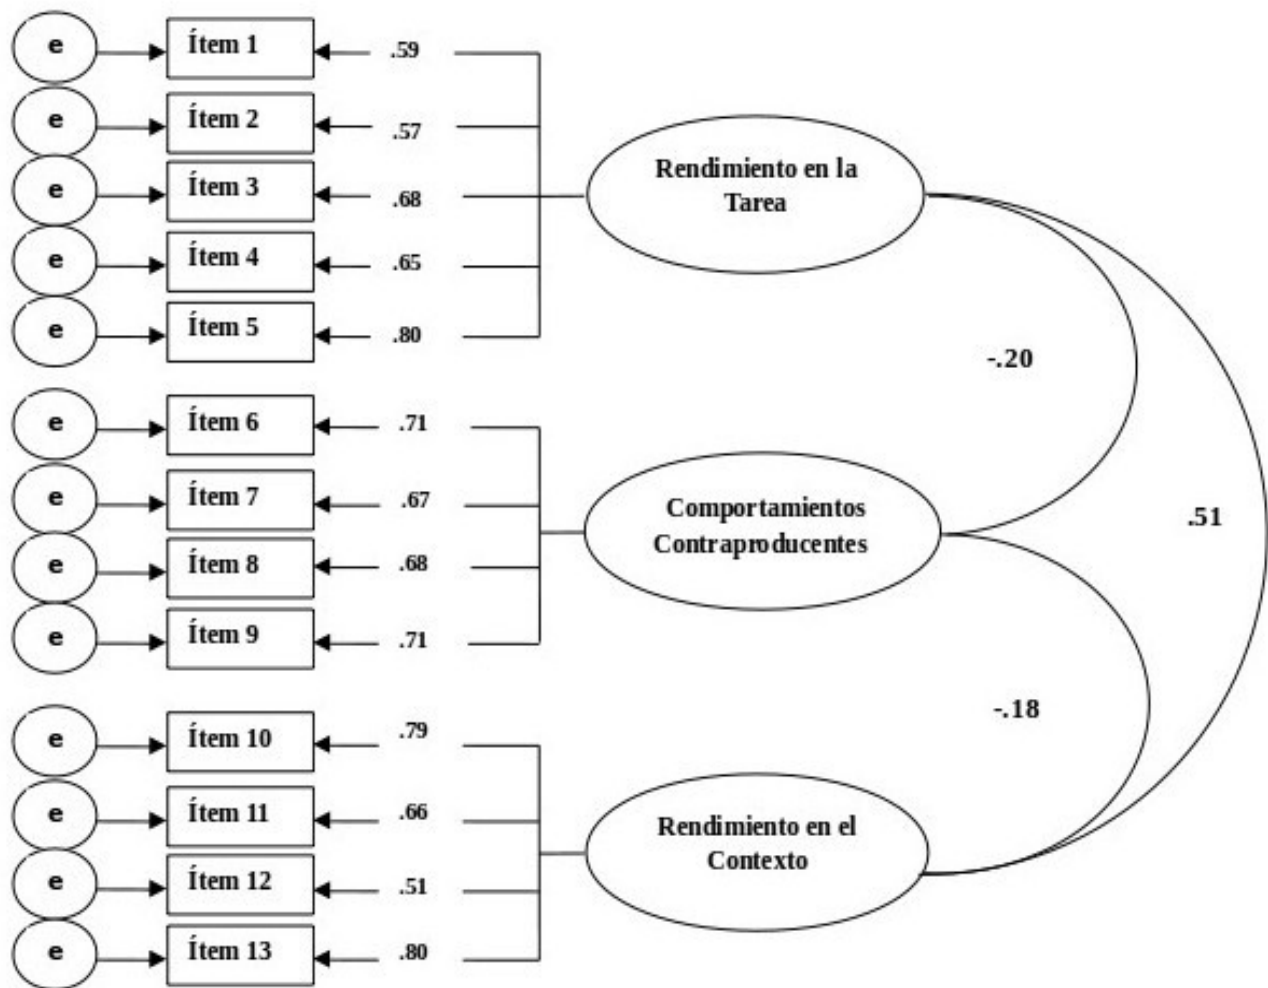 e
Ítem 1
.59
e
Ítem 2
.57
e
Ítem 3
.68
e
Ítem 4
.65
e
Ítem 5
.80
Rendimiento en la
Tarea
-.20
e
Ítem 6
.71
e
Ítem 7
.67
e
Ítem 8
.68
e
Ítem 9
.71
Comportamientos
Contraproducentes
.51
-.18
e
Ítem 10
.79
e
Ítem 11
.66
e
Ítem 12
.51
e
Ítem 13
.80
Rendimiento en el
Contexto